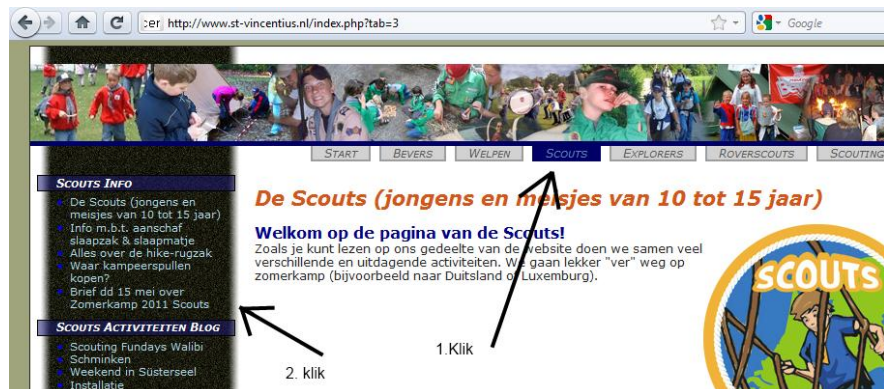 cer http://www.st-vincentius.nl/index.php?tab=3
Google
START BEVERS WELPEN SCOUTS EXPLORERS ROVERSCOUTS SCOUTING
SCOUTS INFO
De Scouts (jongens en
meisjes van 10 tot 15 jaar)
Info m.b.t. aanschaf
slaapzak & slaapmatje
Alles over de hike-rugzak
Waar kampeerspullen
kopen?
Brief dd 15 mei over
Zomerkamp 2011 Scouts
SCOUTS ACTIVITEITEN BLOG
Scouting Fundays Walibi
Schminken
Weekend in Süsterseel
Installatie
De Scouts (jongens en meisjes van 10 tot 15 jaar)
Welkom op de pagina van de Scouts!
Zoals je kunt lezen op ons gedeelte van de website doen we samen veel
verschillende en uitdagende activiteiten. We gaan lekker "ver" weg op
zomerkamp (bijvoorbeeld naar Duitsland of Luxemburg).
SCOUTS
1.Klik
2. klik